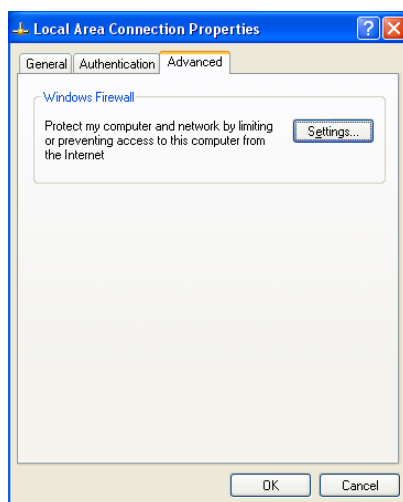 Local Area Connection Properties
General Authentication Advanced
Windows Firewall
Protect my computer and network by limiting
or preventing access to this computer from
the Internet
Settings...
OK Cancel